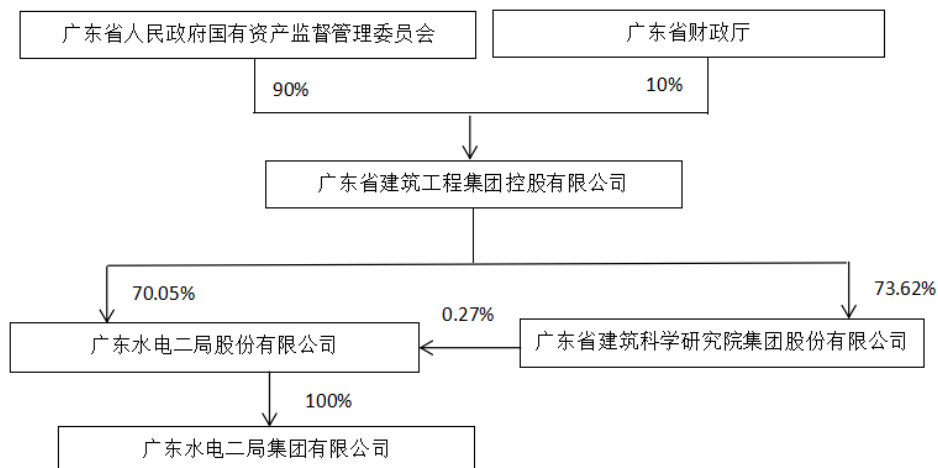 广东省人民政府国有资产监督管理委员会
广东省财政厅
90%
10%
广东省建筑工程集团控股有限公司
70.05%
73.62%
0.27%
广东水电二局股份有限公司
广东省建筑科学研究院集团股份有限公司
100%
广东水电二局集团有限公司